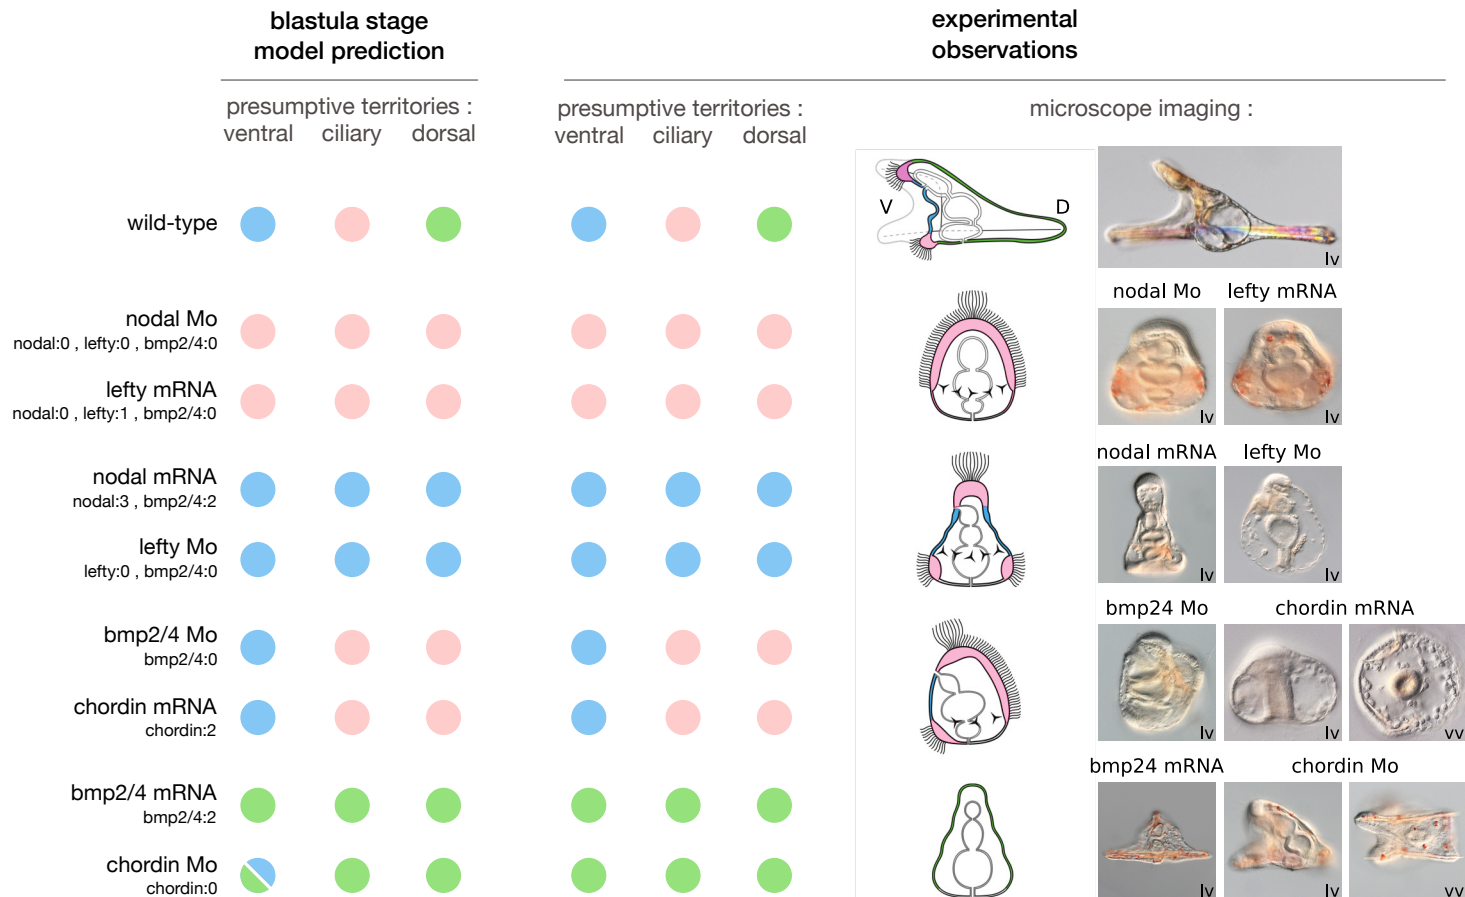 blastula stage
model prediction
experimental
observations
presumptive territories :
ventral ciliary dorsal
presumptive territories :
ventral ciliary dorsal
microscope imaging :
wild-type
V
D
lv
nodal Mo
nodal:0 , lefty:0 , bmp2/4:0
nodal Mo lefty mRNA
lefty mRNA
nodal:0 , lefty:1 , bmp2/4:0
lv
lv
nodal mRNA
nodal:3 , bmp2/4:2
nodal mRNA lefty Mo
lefty Mo
lefty:0 , bmp2/4:0
lv
lv
bmp2/4 Mo
bmp2/4:0
bmp24 Mo chordin mRNA
chordin mRNA
chordin:2
lv
lv
vv
bmp2/4 mRNA
bmp2/4:2
bmp24 mRNA chordin Mo
chordin Mo
chordin:0
lv
lv
vv